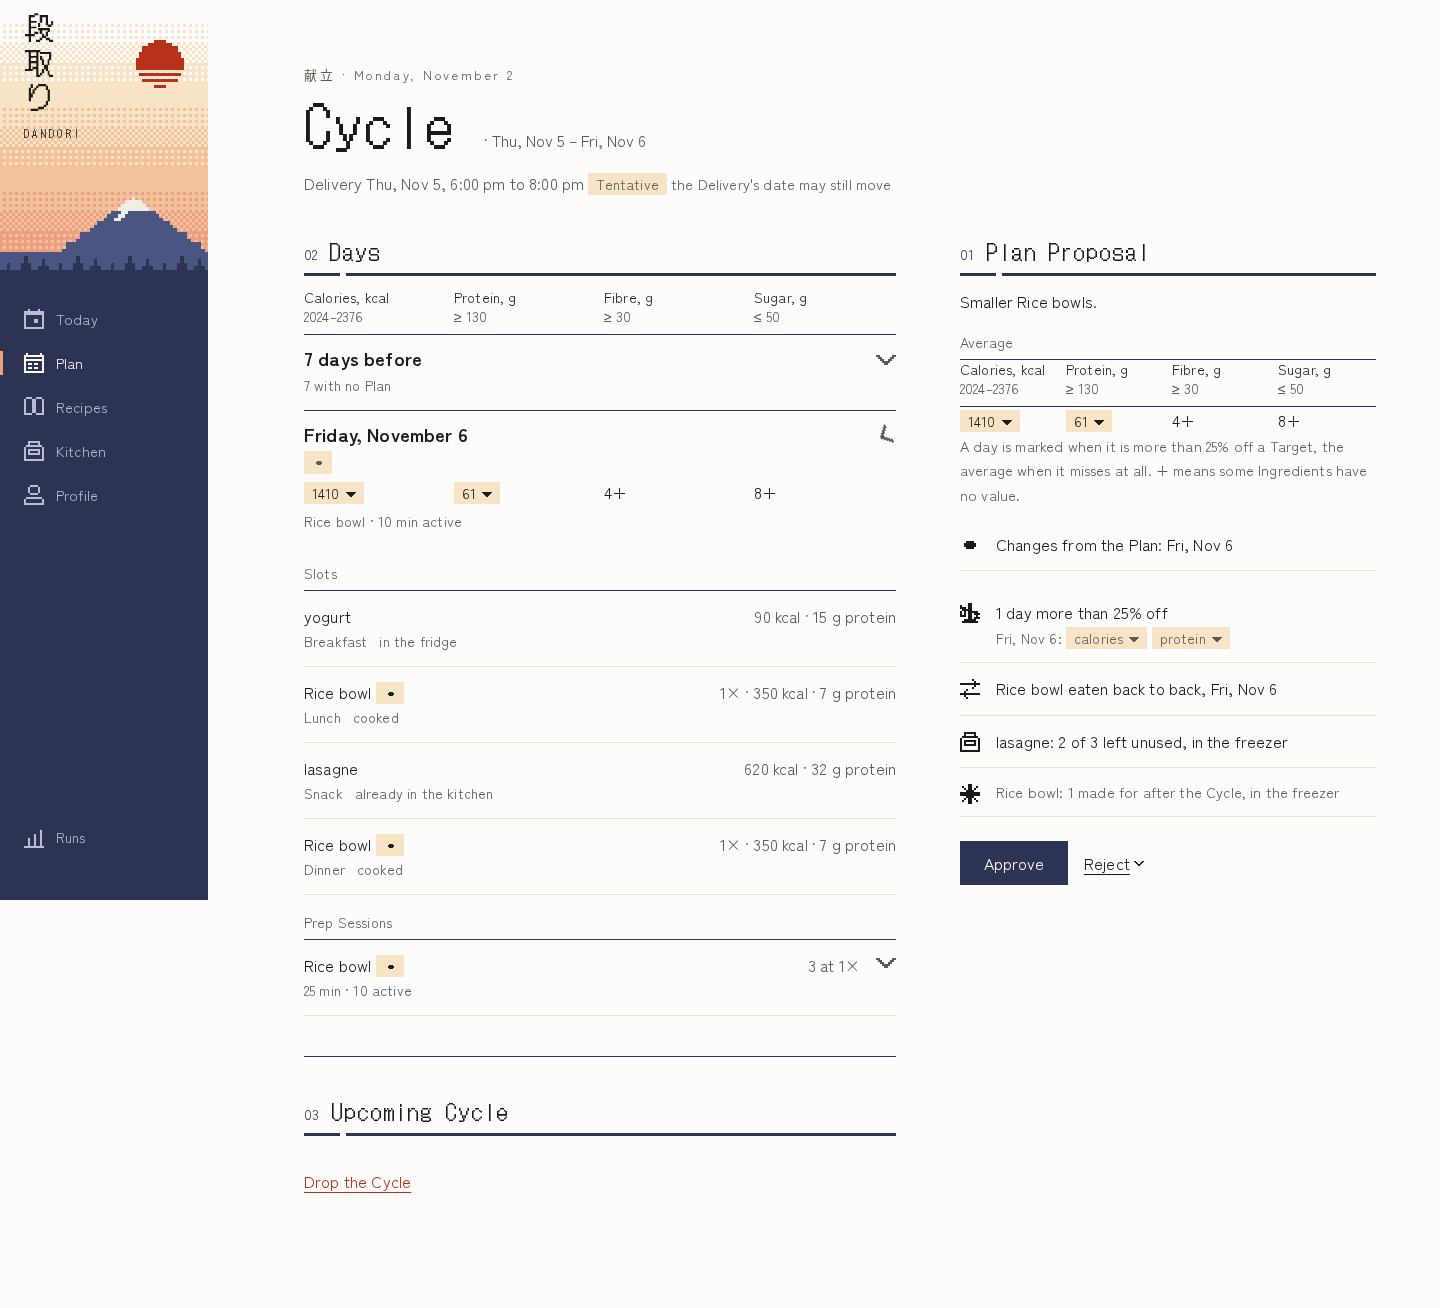 段取り
DANDORI
Today
Plan
Recipes
Kitchen
Profile
Runs
献立 · Monday, November 2
Cycle · Thu, Nov 5 – Fri, Nov 6
Delivery Thu, Nov 5, 6:00 pm to 8:00 pm Tentative the Delivery's date may still move
02 Days
Calories, kcal Protein, g Fibre, g Sugar, g
2024–2376 ≥ 130 ≥ 30 ≤ 50
7 days before
7 with no Plan
Friday, November 6
1410 61 4+ 8+
Rice bowl · 10 min active
Slots
yogurt 90 kcal · 15 g protein
Breakfast in the fridge
Rice bowl 1× · 350 kcal · 7 g protein
Lunch cooked
lasagne 620 kcal · 32 g protein
Snack already in the kitchen
Rice bowl 1× · 350 kcal · 7 g protein
Dinner cooked
Prep Sessions
Rice bowl 3 at 1×
25 min · 10 active
03 Upcoming Cycle
Drop the Cycle
01 Plan Proposal
Smaller Rice bowls.
Average
Calories, kcal Protein, g Fibre, g Sugar, g
2024–2376 ≥ 130 ≥ 30 ≤ 50
1410 61 4+ 8+
A day is marked when it is more than 25% off a Target, the
average when it misses at all. + means some Ingredients have
no value.
Changes from the Plan: Fri, Nov 6
1 day more than 25% off
Fri, Nov 6: calories protein
Rice bowl eaten back to back, Fri, Nov 6
lasagne: 2 of 3 left unused, in the freezer
Rice bowl: 1 made for after the Cycle, in the freezer
Approve Reject